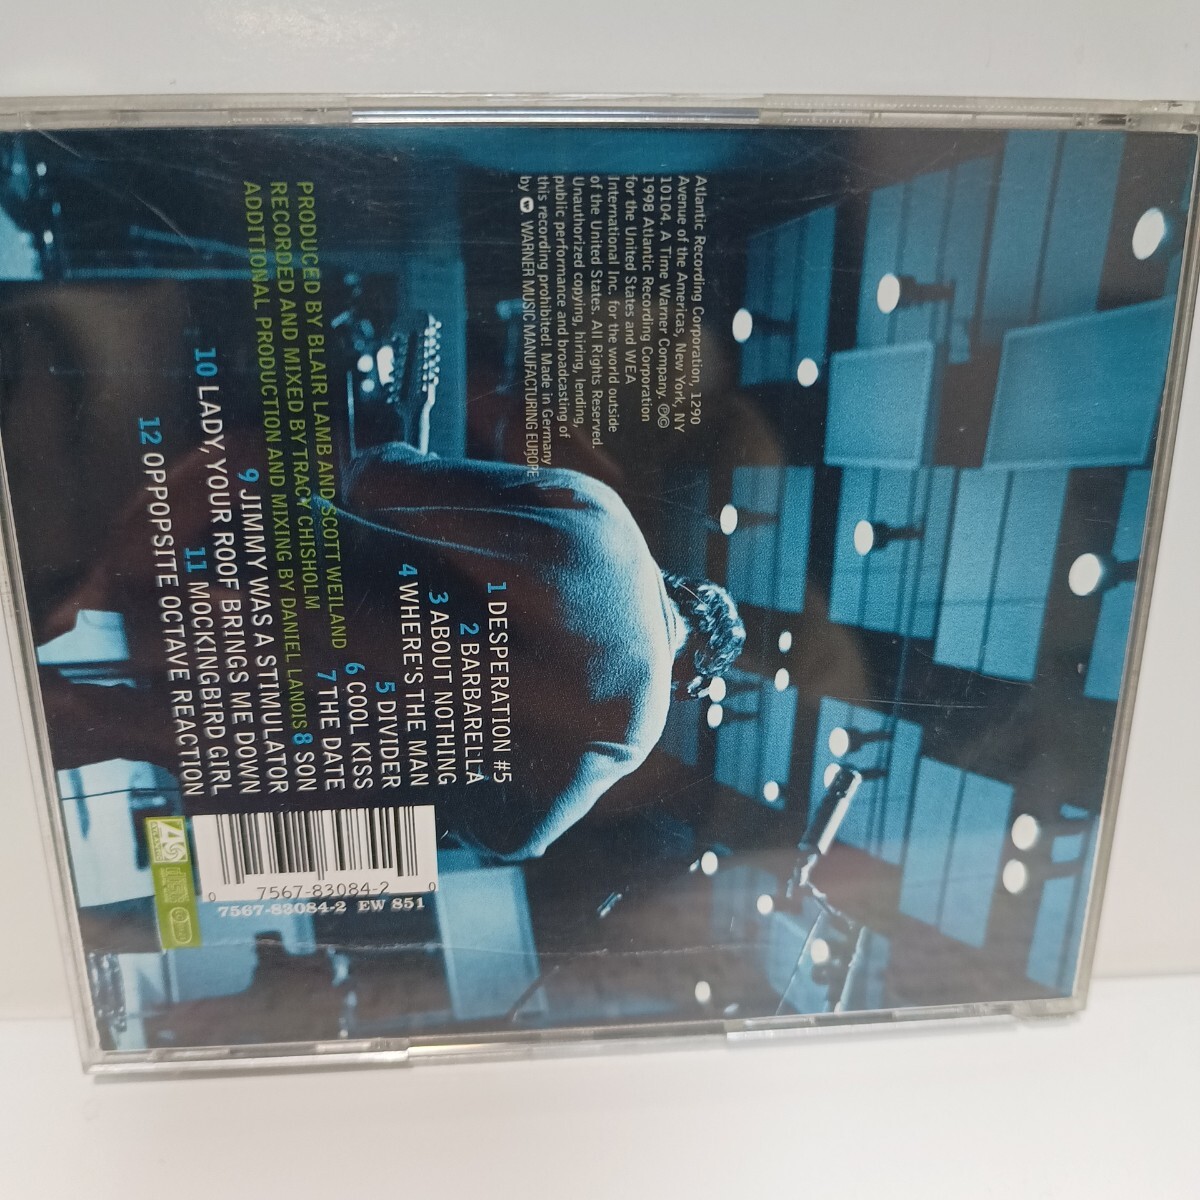 Atlantic Recording Corporation, 1290
Avenue of the Americas, New York, NY
10104. A Time Warner Company. ℗©
1998 Atlantic Recording Corporation
for the United States and WEA
International Inc. for the world outside
of the United States. All Rights Reserved.
Unauthorized copying, hiring, lending,
public performance and broadcasting of
this recording prohibited! Made in Germany
by WARNER MUSIC MANUFACTURING EUROPE
1 DESPERATION #5
2 BARBARELLA
3 ABOUT NOTHING
4 WHERE'S THE MAN
5 DIVIDER
6 COOL KISS
7 THE DATE
8 SON
9 JIMMY WAS A STIMULATOR
10 LADY, YOUR ROOF BRINGS ME DOWN
11 MOCKINGBIRD GIRL
12 OPPOPSITE OCTAVE REACTION
PRODUCED BY BLAIR LAMB AND SCOTT WEILAND
RECORDED AND MIXED BY TRACY CHISHOLM
ADDITIONAL PRODUCTION AND MIXING BY DANIEL LANOIS
0 7567-83084-2 0
7567-83084-2 EW 851
ATLANTIC